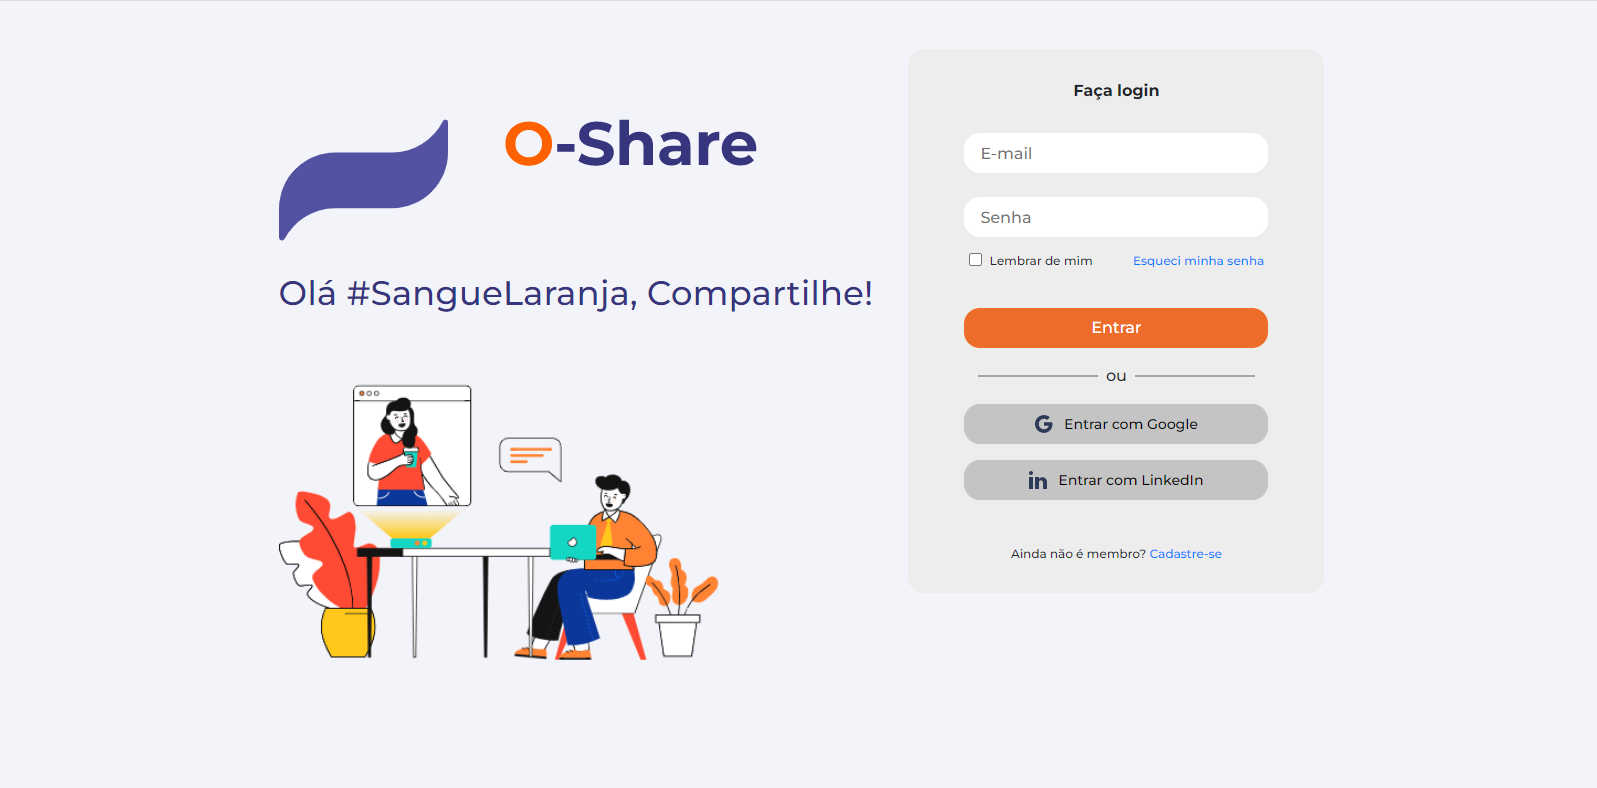 O-Share
Olá #SangueLaranja, Compartilhe!
Faça login
E-mail
Senha
Lembrar de mim
Esqueci minha senha
Entrar
ou
Entrar com Google
Entrar com LinkedIn
Ainda não é membro? Cadastre-se